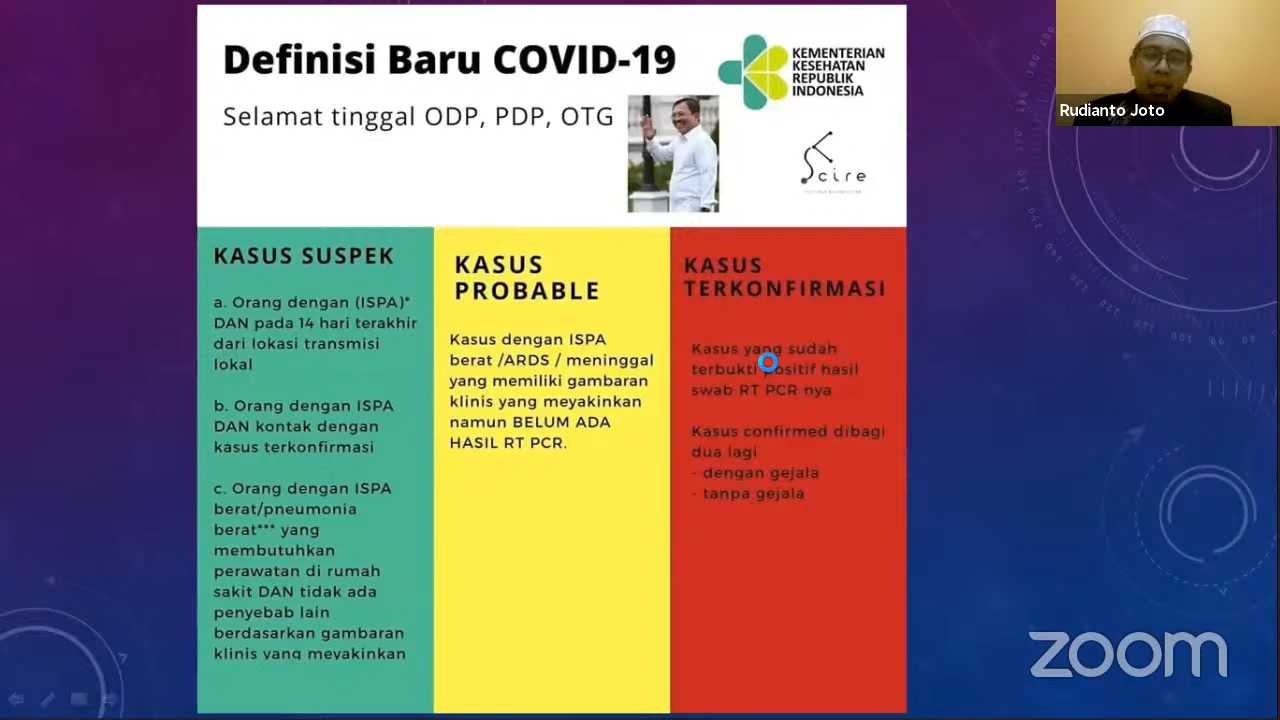 Definisi Baru COVID-19
Selamat tinggal ODP, PDP, OTG
KEMENTERIAN
KESEHATAN
REPUBLIK
INDONESIA
cire
Rudianto Joto
KASUS SUSPEK
a. Orang dengan (ISPA)*
DAN pada 14 hari terakhir
dari lokasi transmisi
lokal
b. Orang dengan ISPA
DAN kontak dengan
kasus terkonfirmasi
c. Orang dengan ISPA
berat/pneumonia
berat*** yang
membutuhkan
perawatan di rumah
sakit DAN tidak ada
penyebab lain
berdasarkan gambaran
klinis yang meyakinkan
KASUS
PROBABLE
Kasus dengan ISPA
berat /ARDS / meninggal
yang memiliki gambaran
klinis yang meyakinkan
namun BELUM ADA
HASIL RT PCR.
KASUS
TERKONFIRMASI
Kasus yang sudah
terbukti positif hasil
swab RT PCR nya
Kasus confirmed dibagi
dua lagi
- dengan gejala
- tanpa gejala
zoom